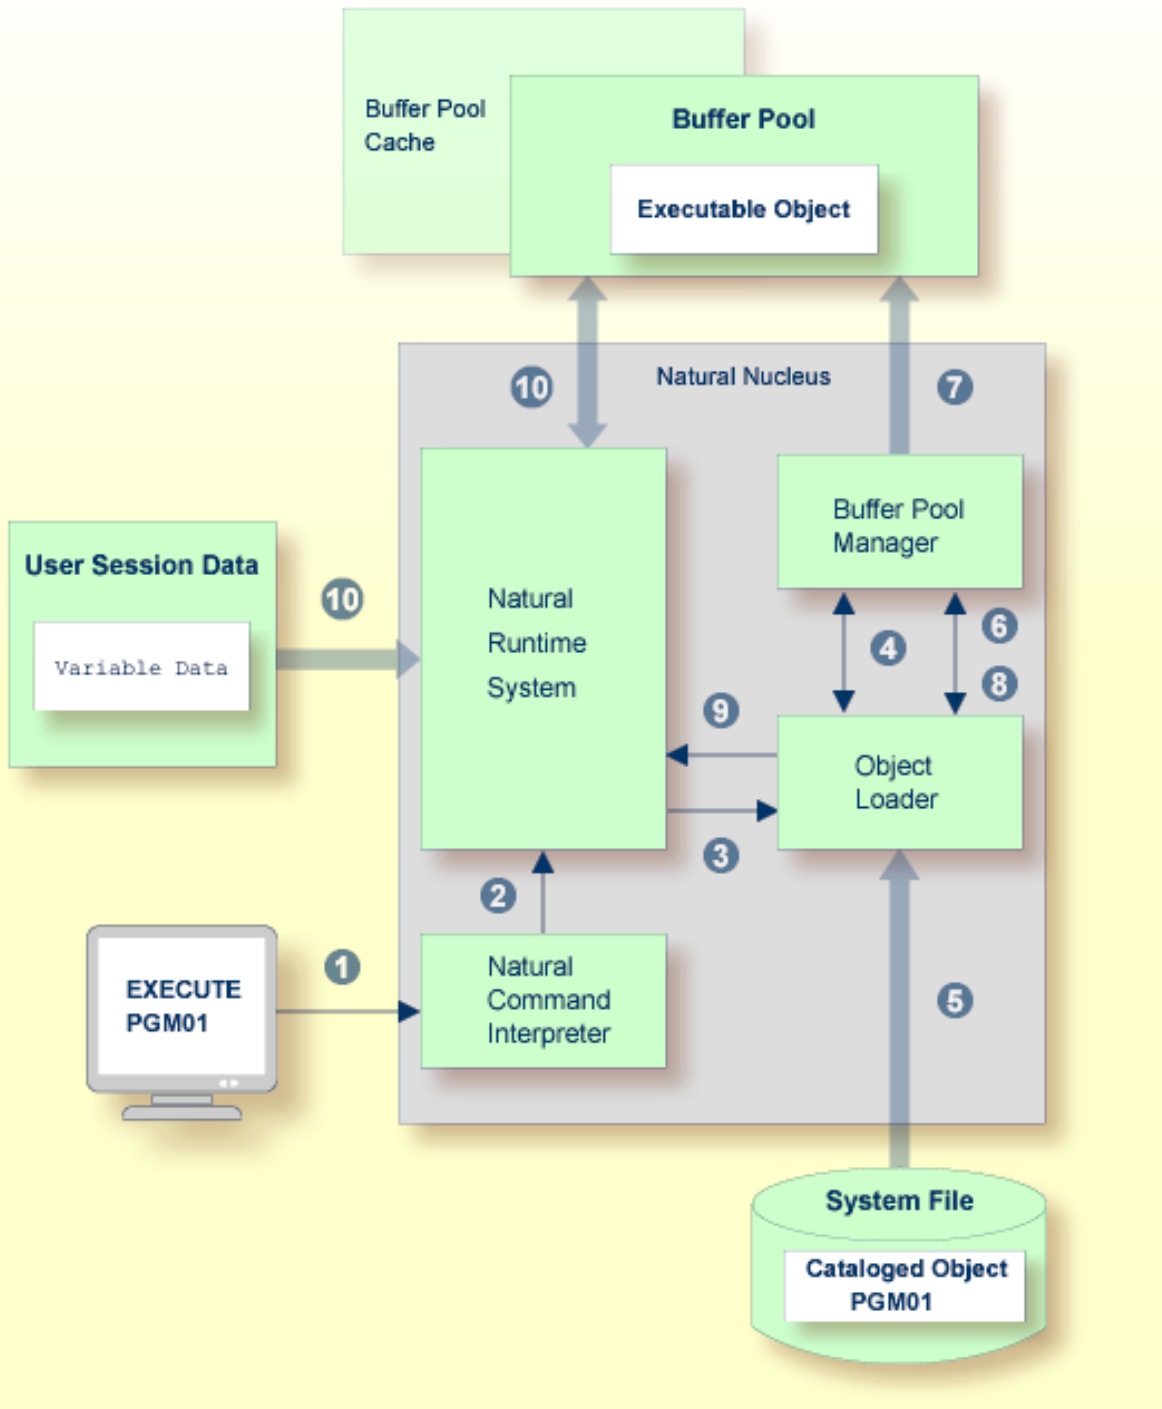 Buffer Pool
Cache
Buffer Pool
Executable Object
10
Natural Nucleus
7
Buffer Pool
Manager
User Session Data
Variable Data
10
Natural
Runtime
System
4
6
8
9
Object
Loader
3
2
EXECUTE
PGM01
1
Natural
Command
Interpreter
5
System File
Cataloged Object
PGM01